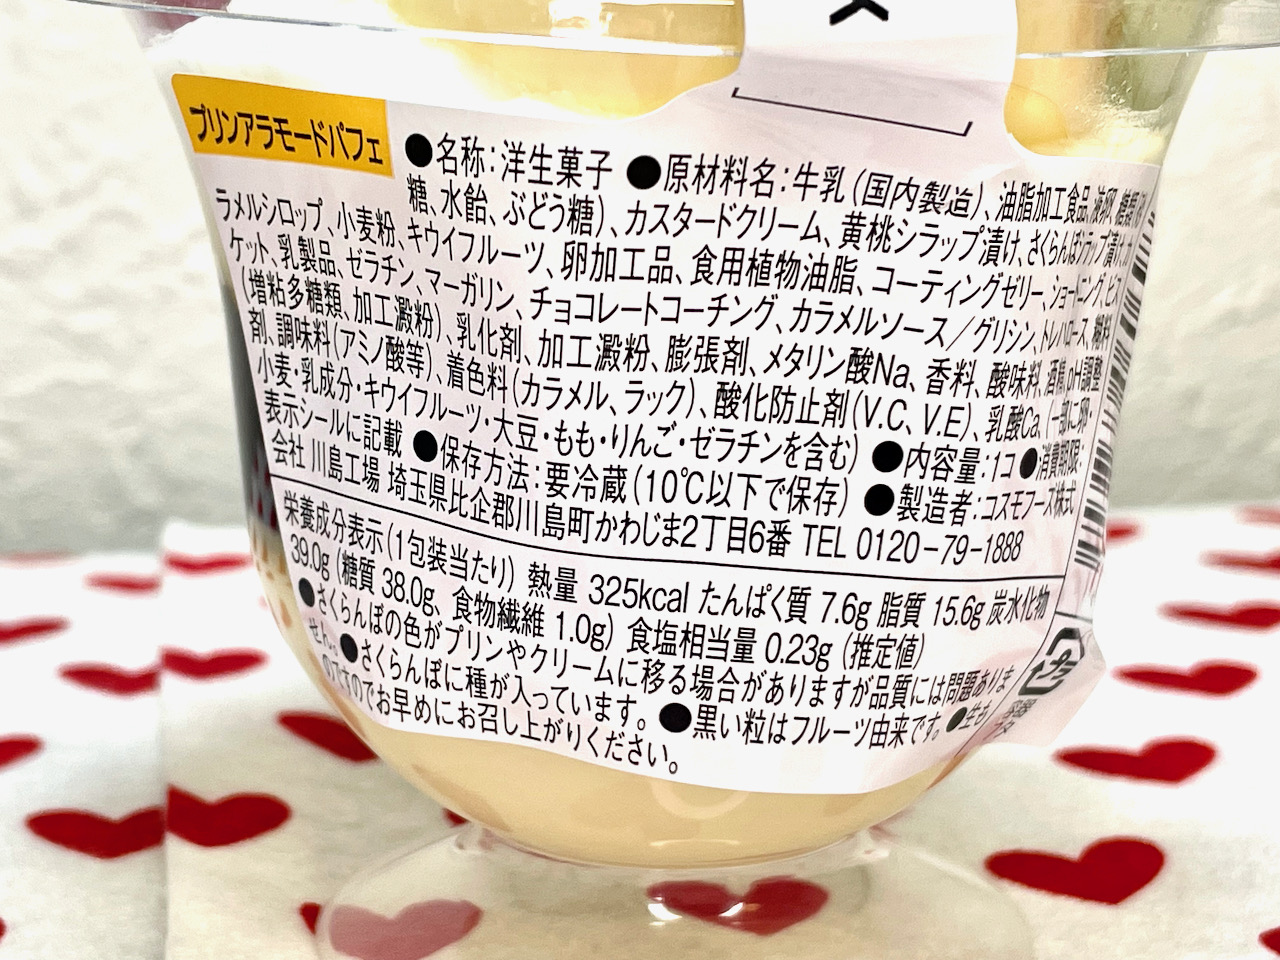 プリンアラモードパフェ
●名称：洋生菓子 ●原材料名：牛乳（国内製造）、油脂加工食品、液卵、糖類（砂
糖、水飴、ぶどう糖）、カスタードクリーム、黄桃シラップ漬け、さくらんぼシラップ漬け、カ
ラメルシロップ、小麦粉、キウイフルーツ、卵加工品、食用植物油脂、コーティングゼリー、ショートニング、ビス
ケット、乳製品、ゼラチン、マーガリン、チョコレートコーチング、カラメルソース／グリシン、トレハロース、糊料
（増粘多糖類、加工澱粉）、乳化剤、加工澱粉、膨張剤、メタリン酸Na、香料、酸味料、酒精、pH調整
剤、調味料（アミノ酸等）、着色料（カラメル、ラック）、酸化防止剤（V.C、V.E）、乳酸Ca、（一部に卵・
小麦・乳成分・キウイフルーツ・大豆・もも・りんご・ゼラチンを含む） ●内容量：1コ ●消費期限：
表示シールに記載 ●保存方法：要冷蔵（10℃以下で保存） ●製造者：コスモフーズ株式
会社 川島工場 埼玉県比企郡川島町かわじま2丁目6番 TEL 0120−79−1888
栄養成分表示（1包装当たり） 熱量 325kcal たんぱく質 7.6g 脂質 15.6g 炭水化物
39.0g（糖質 38.0g、食物繊維 1.0g） 食塩相当量 0.23g（推定値）
●さくらんぼの色がプリンやクリームに移る場合がありますが品質には問題ありま
せん。●さくらんぼに種が入っています。 ●黒い粒はフルーツ由来です。 ●生も
のですのでお早めにお召し上がりください。
プラ